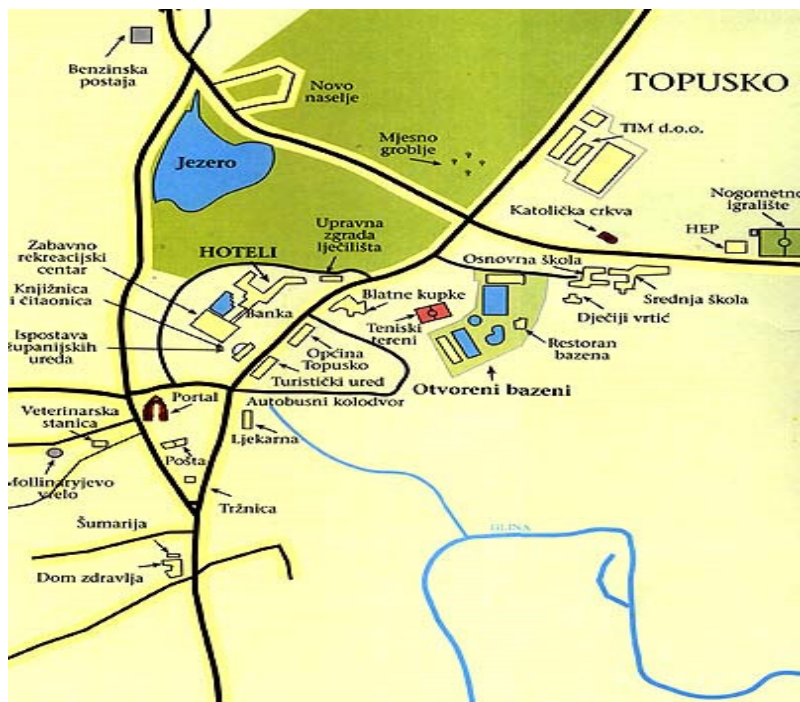 Benzinska
postaja
Novo
naselje
TOPUSKO
TIM d.o.o.
Jezero
Mjesno
groblje
Katolička crkva
Nogometno
igralište
HEP
Upravna
zgrada
lječilišta
Zabavno
rekreacijski
centar
HOTELI
Osnovna škola
Srednja škola
Dječiji vrtić
Knjižnica
i čitaonica
Banka
Blatne kupke
Teniski
tereni
Restoran
bazena
Ispostava
županijskih
ureda
Općina
Topusko
Turistički ured
Otvoreni bazeni
Portal
Autobusni kolodvor
Veterinarska
stanica
Ljekarna
Pošta
Mollinaryjevo
vrelo
Tržnica
Šumarija
GLINA
Dom zdravlja